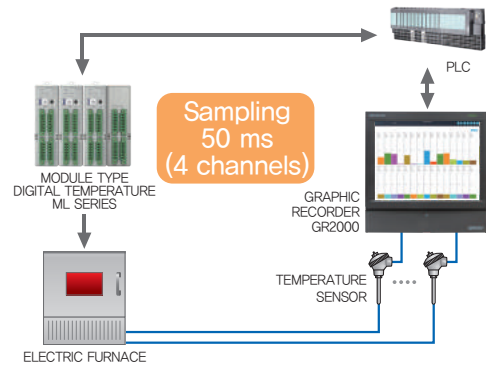 PLC
Sampling
50 ms
(4 channels)
MODULE TYPE
DIGITAL TEMPERATURE
ML SERIES
GRAPHIC
RECORDER
GR2000
TEMPERATURE
SENSOR
ELECTRIC FURNACE